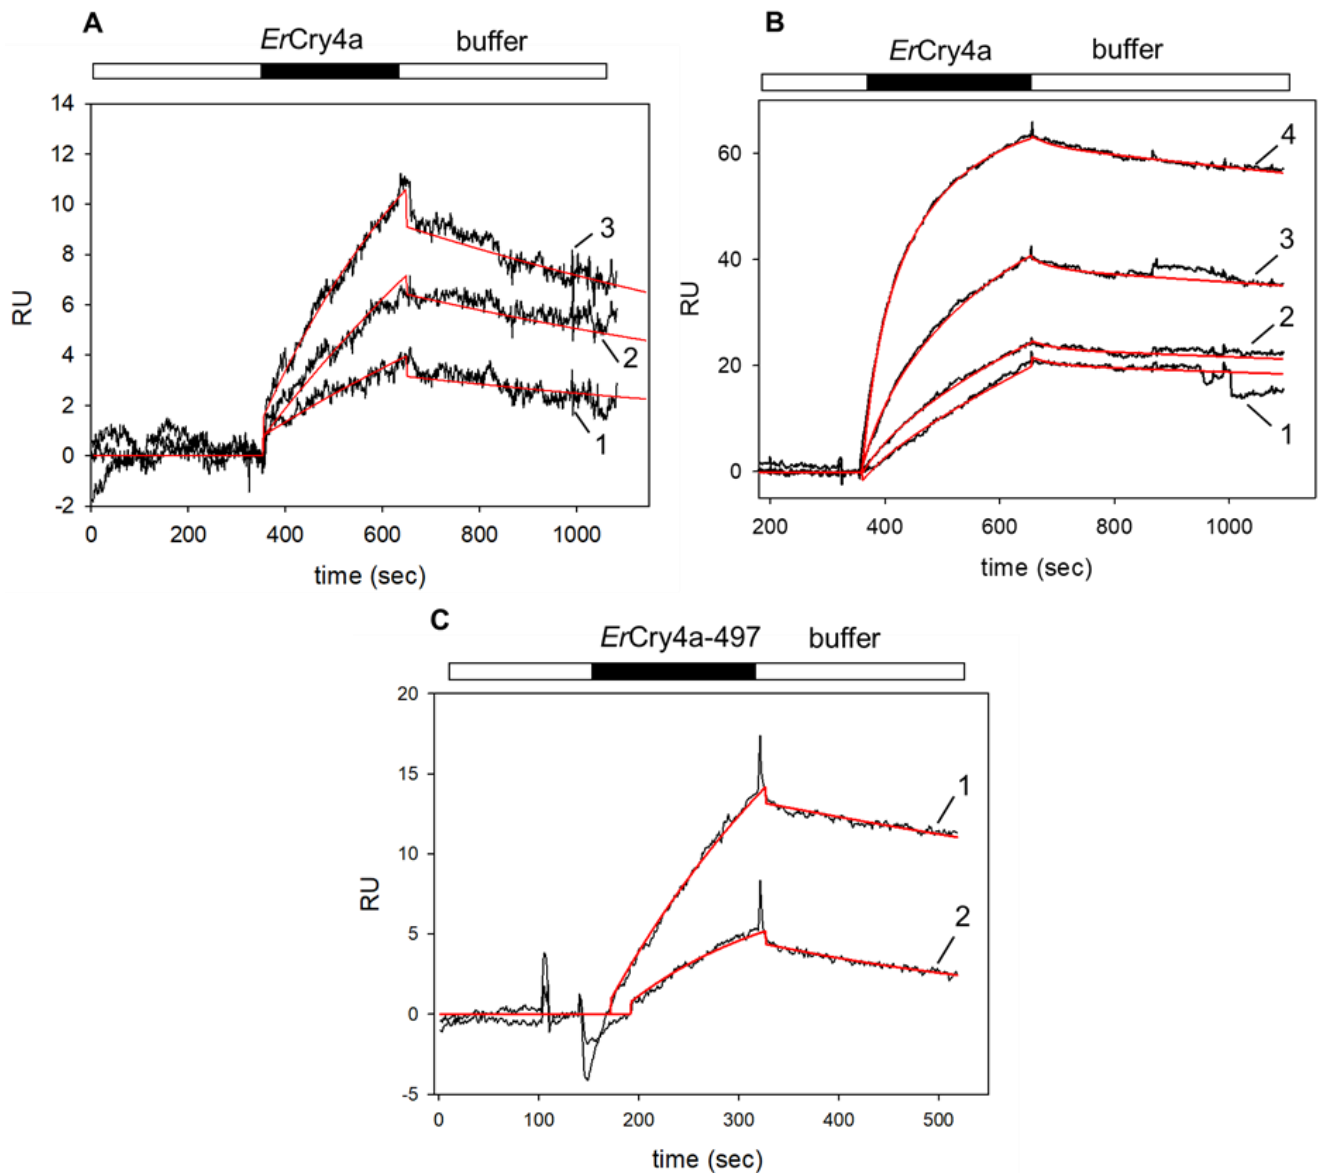 A
ErCry4a buffer
14
12
10
8
6
4
2
0
-2
RU
3
2
1
0 200 400 600 800 1000
time (sec)
B
ErCry4a buffer
60
40
20
0
RU
4
3
2
1
200 400 600 800 1000
time (sec)
C
ErCry4a-497 buffer
20
15
10
5
0
-5
RU
1
2
0 100 200 300 400 500
time (sec)